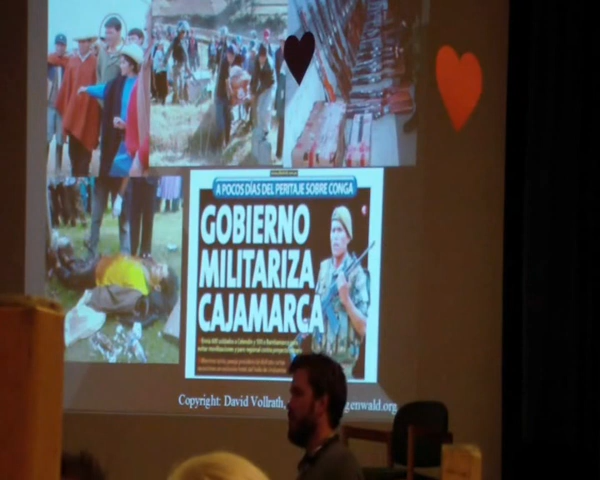 A POCOS DÍAS DEL PERITAJE SOBRE CONGA
GOBIERNO
MILITARIZA
CAJAMARCA
Copyright: David Vollrath, genwald.org